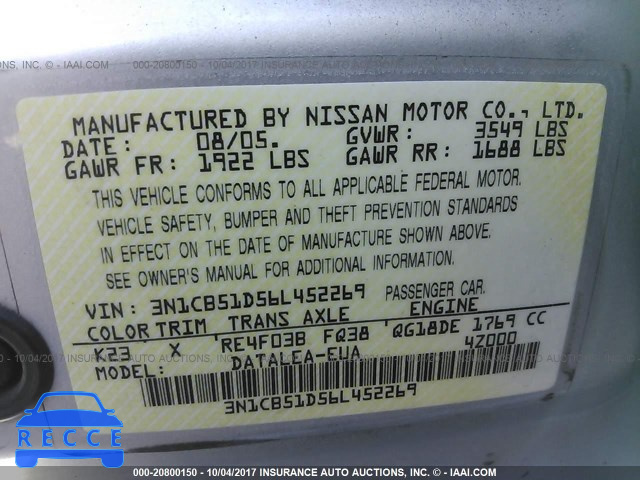 000-20800150 - 10/04/2017 INSURANCE AUTO AUCTIONS, INC. - IAAI.COM
MANUFACTURED BY NISSAN MOTOR CO., LTD.
DATE: 08/05. GVWR: 3549 LBS
GAWR FR: 1922 LBS GAWR RR: 1688 LBS
THIS VEHICLE CONFORMS TO ALL APPLICABLE FEDERAL MOTOR.
VEHICLE SAFETY, BUMPER AND THEFT PREVENTION STANDARDS
IN EFFECT ON THE DATE OF MANUFACTURE SHOWN ABOVE.
SEE OWNER'S MANUAL FOR ADDITIONAL INFORMATION.
VIN: 3N1CB51D56L452269 PASSENGER CAR.
COLOR TRIM TRANS AXLE ENGINE
K23 X RE4F03B FQ38 QG18DE 1769 CC
MODEL: DATALEA-EUA 4Z000
3N1CB51D56L452269
RECCE
000-20800150 - 10/04/2017 INSURANCE AUTO AUCTIONS, INC. - IAAI.COM